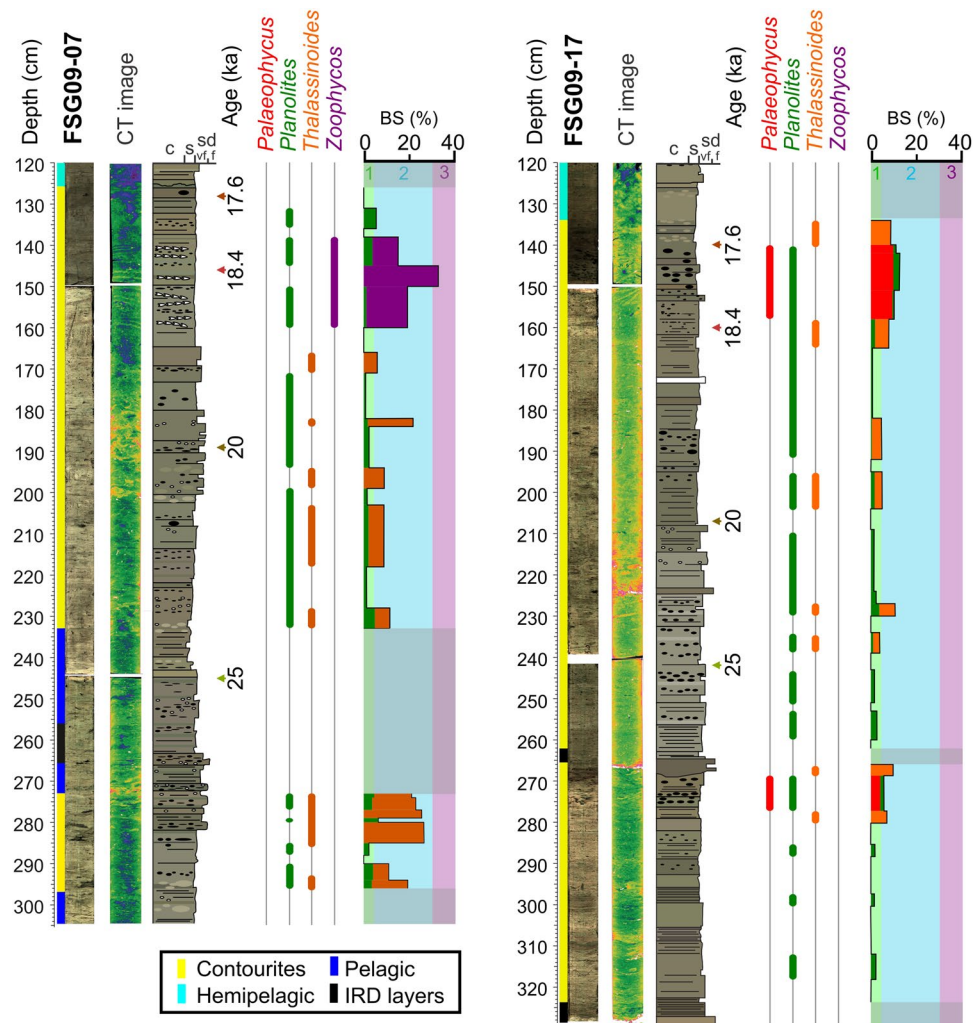 Depth (cm)
FSG09-07
CT image
Age (ka)
Palaeophycus
Planolites
Thalassinoides
Zoophycos
BS (%)
0 20 40
c s sd
vf, f
1 2 3
120
130
140
150
160
170
180
190
200
210
220
230
240
250
260
270
280
290
300
17.6
18.4
20
25
Contourites
Hemipelagic
Pelagic
IRD layers
Depth (cm)
FSG09-17
CT image
Age (ka)
Palaeophycus
Planolites
Thalassinoides
Zoophycos
BS (%)
0 20 40
c s sd
vf, f
1 2 3
120
130
140
150
160
170
180
190
200
210
220
230
240
250
260
270
280
290
300
310
320
17.6
18.4
20
25